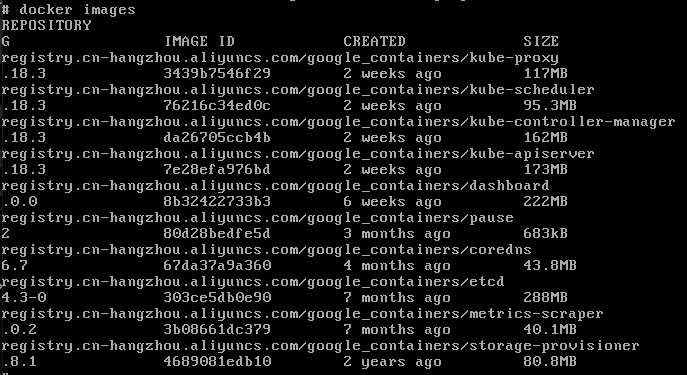 # docker images
REPOSITORY
G IMAGE ID CREATED SIZE
registry.cn-hangzhou.aliyuncs.com/google_containers/kube-proxy
.18.3 3439b7546f29 2 weeks ago 117MB
registry.cn-hangzhou.aliyuncs.com/google_containers/kube-scheduler
.18.3 76216c34ed0c 2 weeks ago 95.3MB
registry.cn-hangzhou.aliyuncs.com/google_containers/kube-controller-manager
.18.3 da26705ccb4b 2 weeks ago 162MB
registry.cn-hangzhou.aliyuncs.com/google_containers/kube-apiserver
.18.3 7e28efa976bd 2 weeks ago 173MB
registry.cn-hangzhou.aliyuncs.com/google_containers/dashboard
.0.0 8b32422733b3 6 weeks ago 222MB
registry.cn-hangzhou.aliyuncs.com/google_containers/pause
2 80d28bedfe5d 3 months ago 683kB
registry.cn-hangzhou.aliyuncs.com/google_containers/coredns
6.7 67da37a9a360 4 months ago 43.8MB
registry.cn-hangzhou.aliyuncs.com/google_containers/etcd
4.3-0 303ce5db0e90 7 months ago 288MB
registry.cn-hangzhou.aliyuncs.com/google_containers/metrics-scraper
.0.2 3b08661dc379 7 months ago 40.1MB
registry.cn-hangzhou.aliyuncs.com/google_containers/storage-provisioner
.8.1 4689081edb10 2 years ago 80.8MB